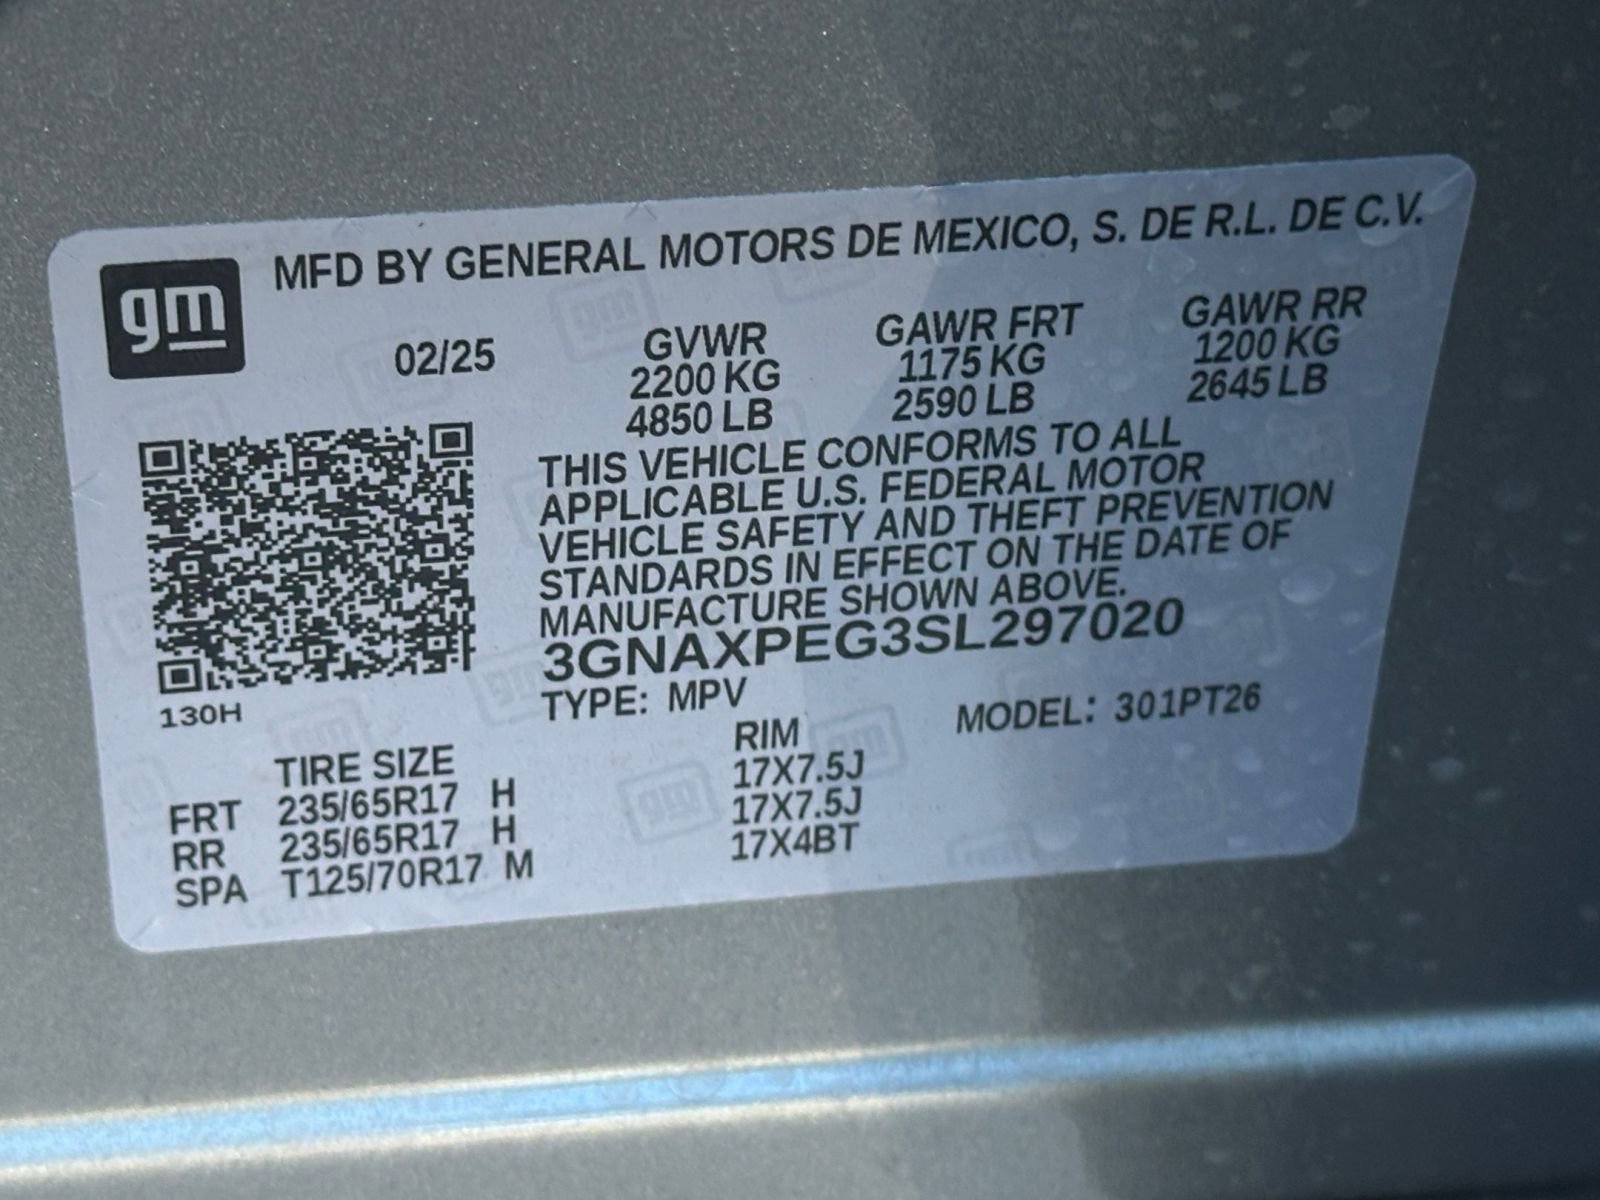 gm
MFD BY GENERAL MOTORS DE MEXICO, S. DE R.L. DE C.V.
02/25
GVWR GAWR FRT GAWR RR
2200 KG 1175 KG 1200 KG
4850 LB 2590 LB 2645 LB
THIS VEHICLE CONFORMS TO ALL
APPLICABLE U.S. FEDERAL MOTOR
VEHICLE SAFETY AND THEFT PREVENTION
STANDARDS IN EFFECT ON THE DATE OF
MANUFACTURE SHOWN ABOVE.
3GNAXPEG3SL297020
130H
TYPE: MPV MODEL: 301PT26
TIRE SIZE RIM
FRT 235/65R17 H 17X7.5J
RR 235/65R17 H 17X7.5J
SPA T125/70R17 M 17X4BT